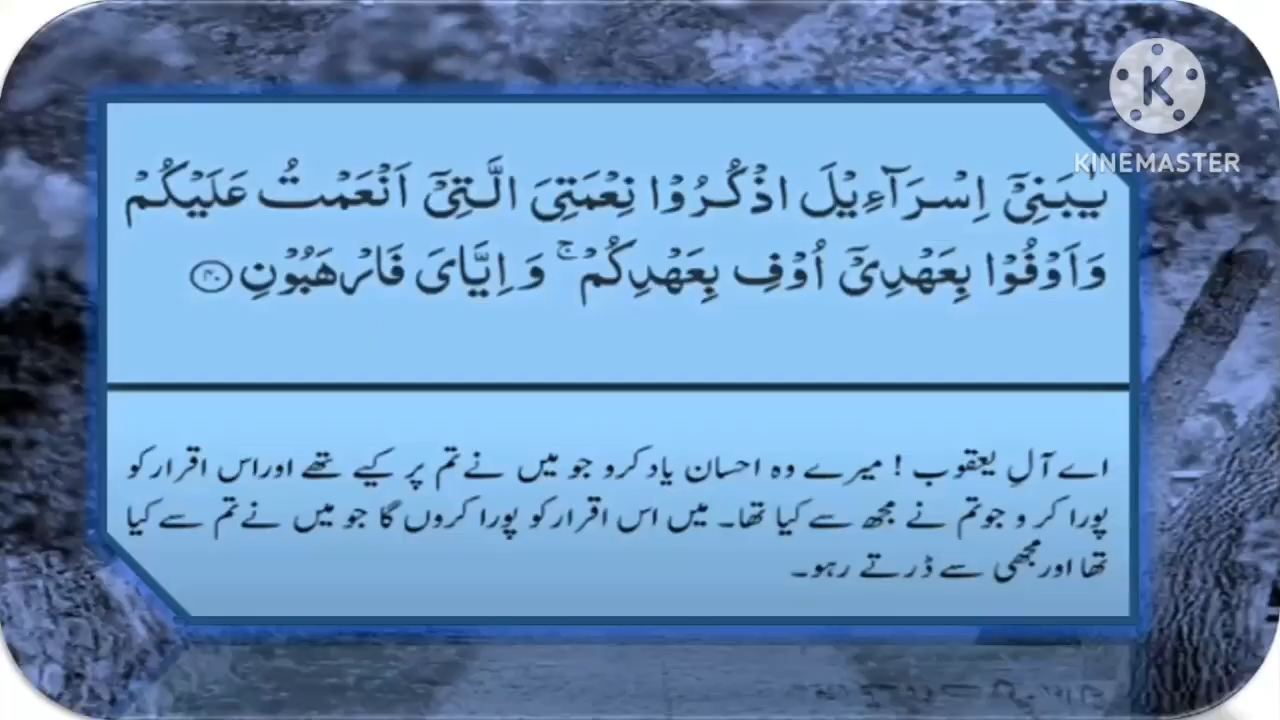 K
KINEMASTER
يٰبَنِىْٓ اِسْرَآءِيْلَ اذْكُرُوْا نِعْمَتِىَ الَّتِىْٓ اَنْعَمْتُ عَلَيْكُمْ
وَاَوْفُوْا بِعَهْدِىْٓ اُوْفِ بِعَهْدِكُمْ ۚ وَاِيَّاىَ فَارْهَبُوْنِ ﴿۴۰﴾
اے آلِ یعقوب ! میرے وہ احسان یاد کرو جو میں نے تم پر کیے تھے اور اس اقرار کو
پورا کر و جو تم نے مجھ سے کیا تھا۔ میں اس اقرار کو پورا کروں گا جو میں نے تم سے کیا
تھا اور مجھی سے ڈرتے رہو۔